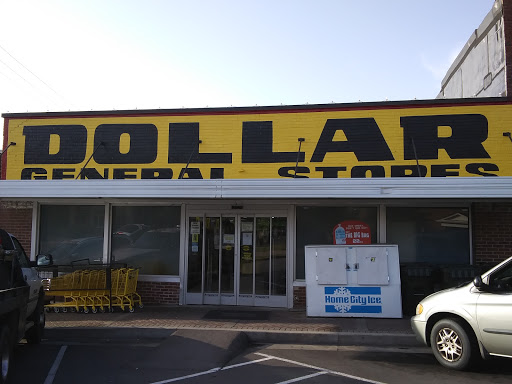 DOLLAR
GENERAL STORES
Home City Ice